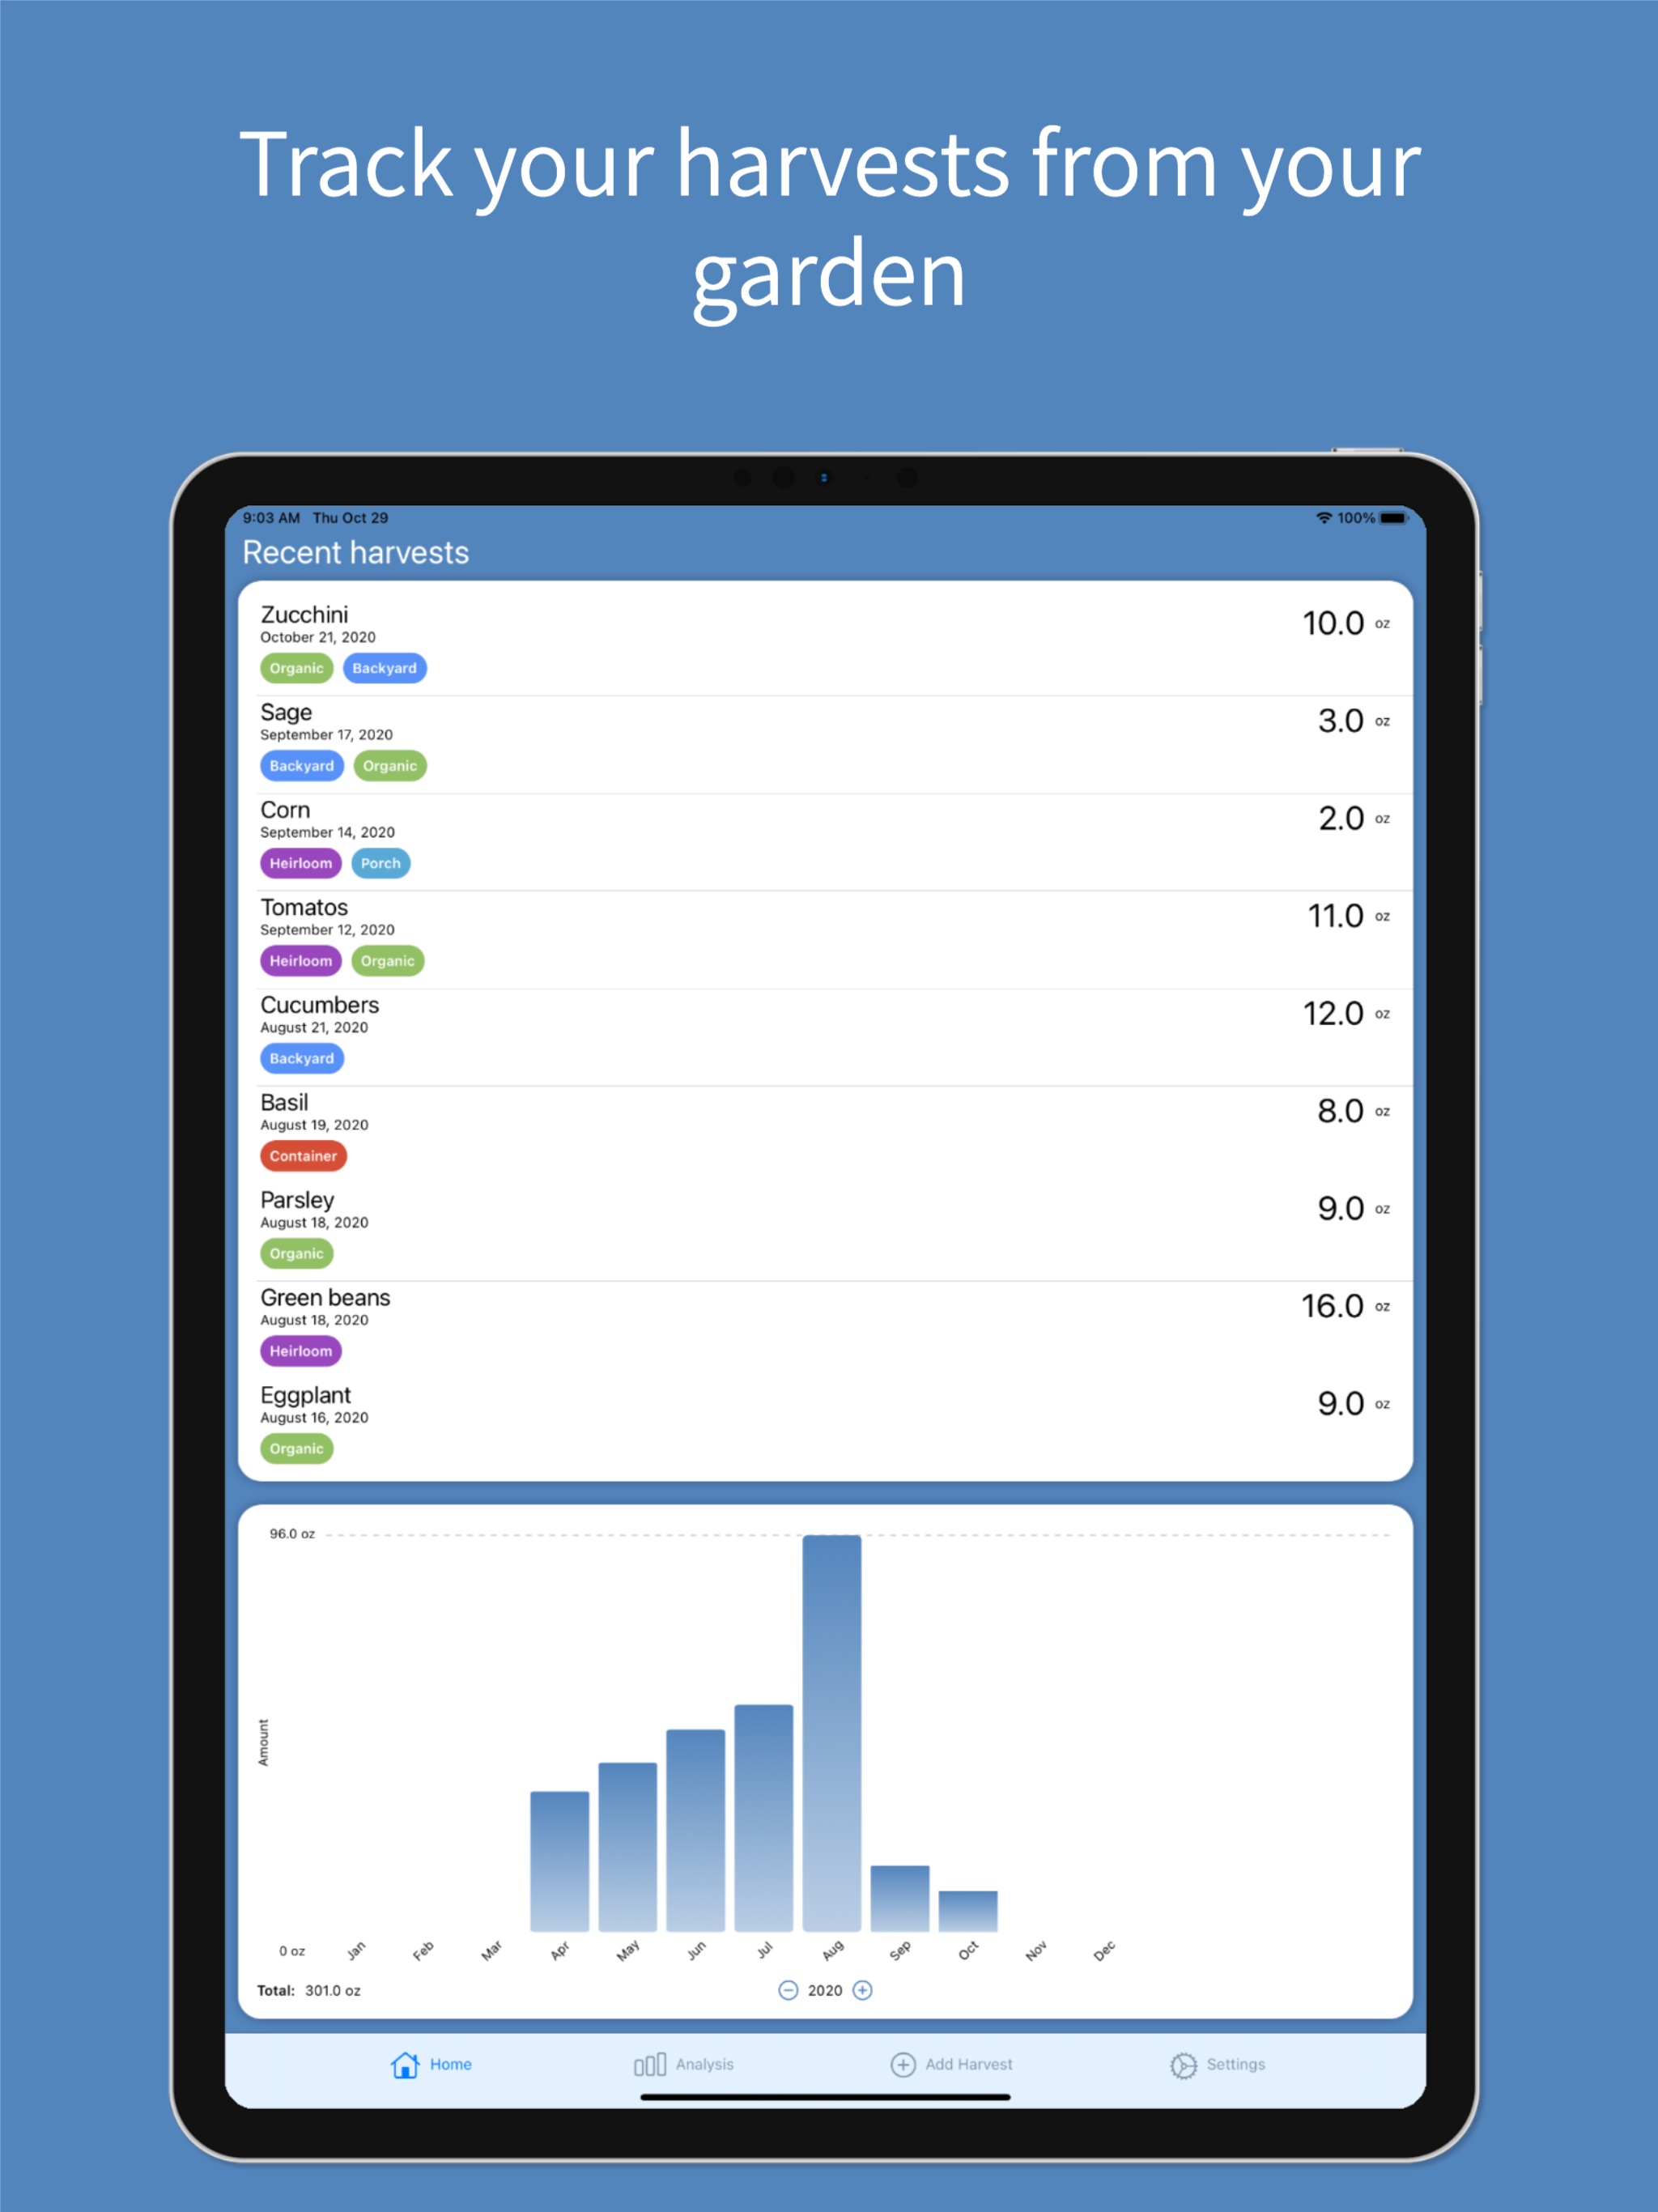 Track your harvests from your
garden
9:03 AM Thu Oct 29
100%
Recent harvests
Zucchini
10.0 oz
October 21, 2020
Organic Backyard
Sage
3.0 oz
September 17, 2020
Backyard Organic
Corn
2.0 oz
September 14, 2020
Heirloom Porch
Tomatos
11.0 oz
September 12, 2020
Heirloom Organic
Cucumbers
12.0 oz
August 21, 2020
Backyard
Basil
8.0 oz
August 19, 2020
Container
Parsley
9.0 oz
August 18, 2020
Organic
Green beans
16.0 oz
August 18, 2020
Heirloom
Eggplant
9.0 oz
August 16, 2020
Organic
96.0 oz
Amount
0 oz Jan Feb Mar Apr May Jun Jul Aug Sep Oct Nov Dec
Total: 301.0 oz 2020
Home Analysis Add Harvest Settings